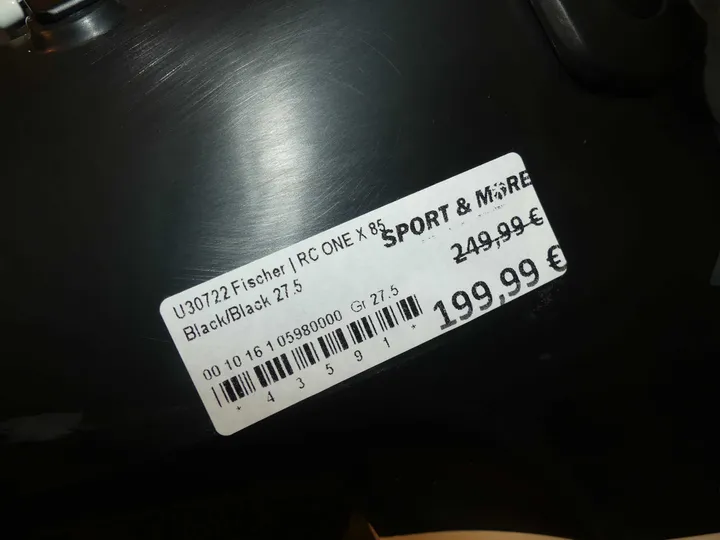 SPORT & MORE
U30722 Fischer | RC ONE X 85
Black/Black 27.5
249,99 €
199,99 €
00 10 16 1 05980000 Gr 27.5
* 4 3 5 9 1 *